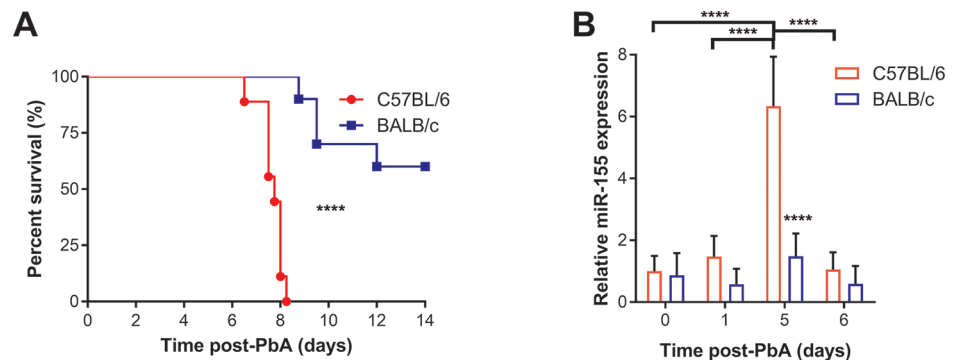 A
Percent survival (%)
100
75
50
25
0
0 2 4 6 8 10 12 14
Time post-PbA (days)
C57BL/6
BALB/c
****
B
Relative miR-155 expression
8
6
4
2
0
0 1 5 6
Time post-PbA (days)
****
**** ****
****
C57BL/6
BALB/c